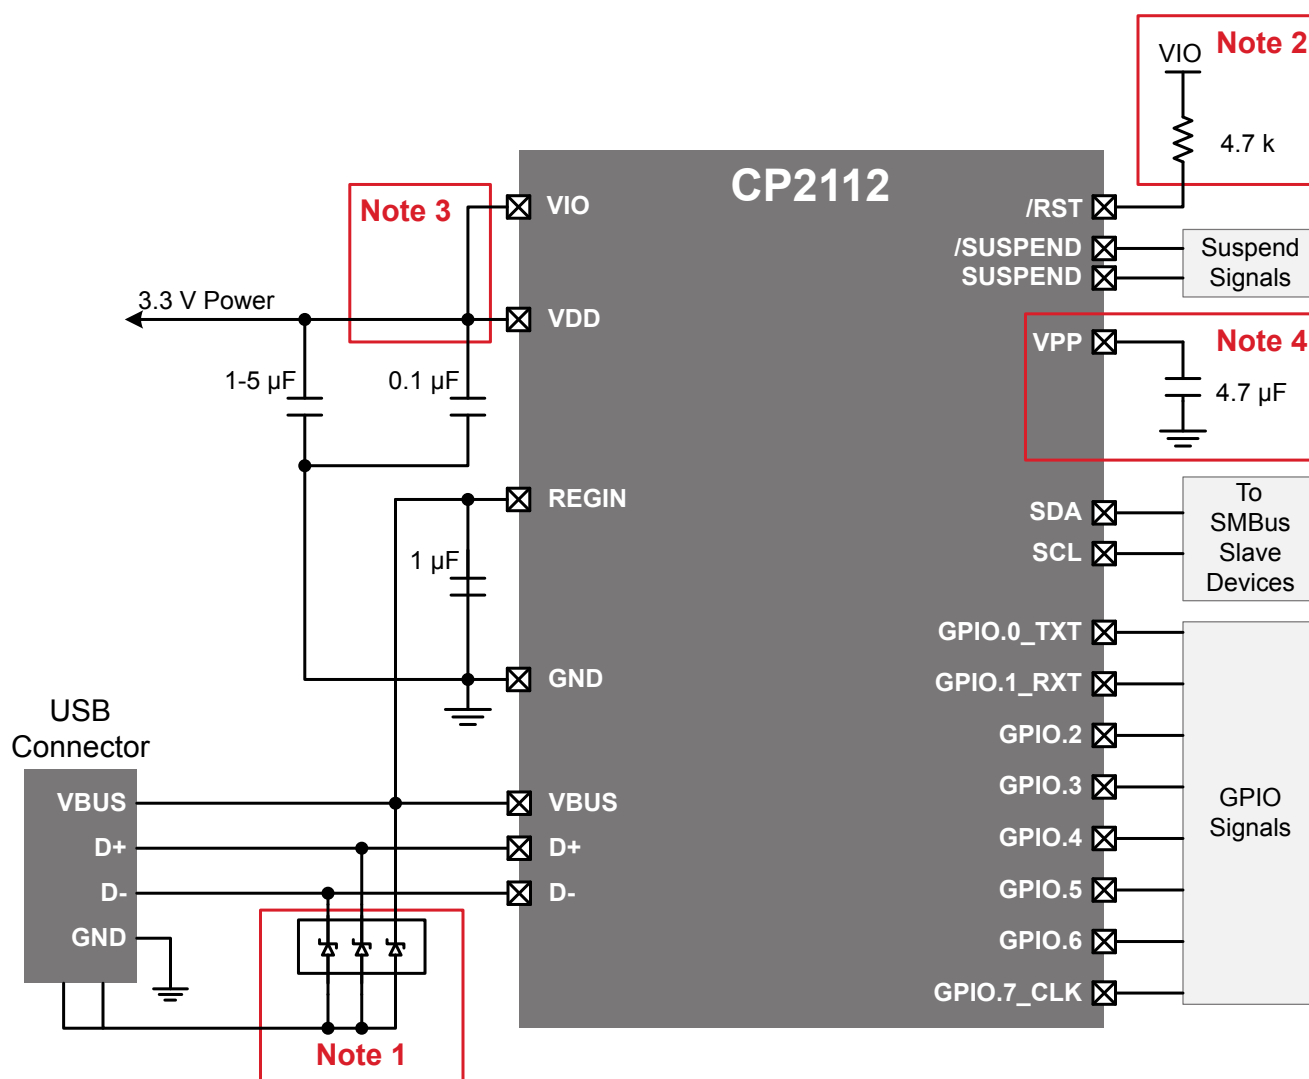 Note 2
VIO
4.7 k
CP2112
Note 3
VIO
/RST
/SUSPEND
SUSPEND
Suspend
Signals
3.3 V Power
VDD
VPP
Note 4
1-5 µF
0.1 µF
4.7 µF
REGIN
To
SMBus
Slave
Devices
SDA
SCL
1 µF
GPIO.0_TXT
GND
GPIO.1_RXT
USB
Connector
GPIO.2
VBUS
VBUS
GPIO.3
GPIO
Signals
D+
D+
GPIO.4
D-
D-
GPIO.5
GND
GPIO.6
GPIO.7_CLK
Note 1